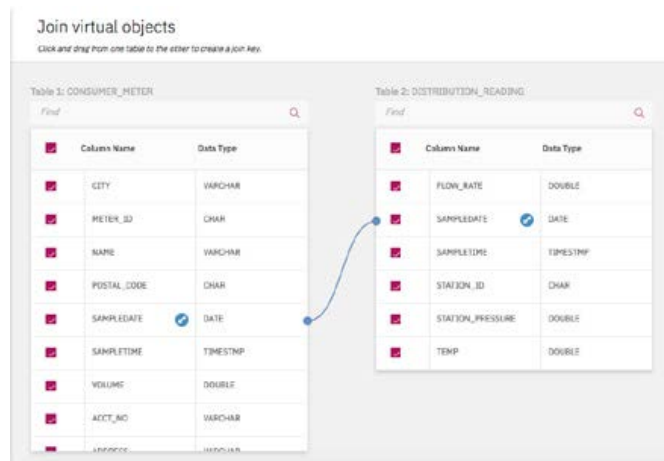 Join virtual objects
Click and drag from one table to the other to create a join key.
Table 1: CONSUMER_METER
Find
Column Name Data Type
CITY VARCHAR
METER_ID CHAR
NAME VARCHAR
POSTAL_CODE CHAR
SAMPLEDATE DATE
SAMPLETIME TIMESTMP
VOLUME DOUBLE
ACCT_NO VARCHAR
ADDRESS VARCHAR
Table 2: DISTRIBUTION_READING
Find
Column Name Data Type
FLOW_RATE DOUBLE
SAMPLEDATE DATE
SAMPLETIME TIMESTMP
STATION_ID CHAR
STATION_PRESSURE DOUBLE
TEMP DOUBLE